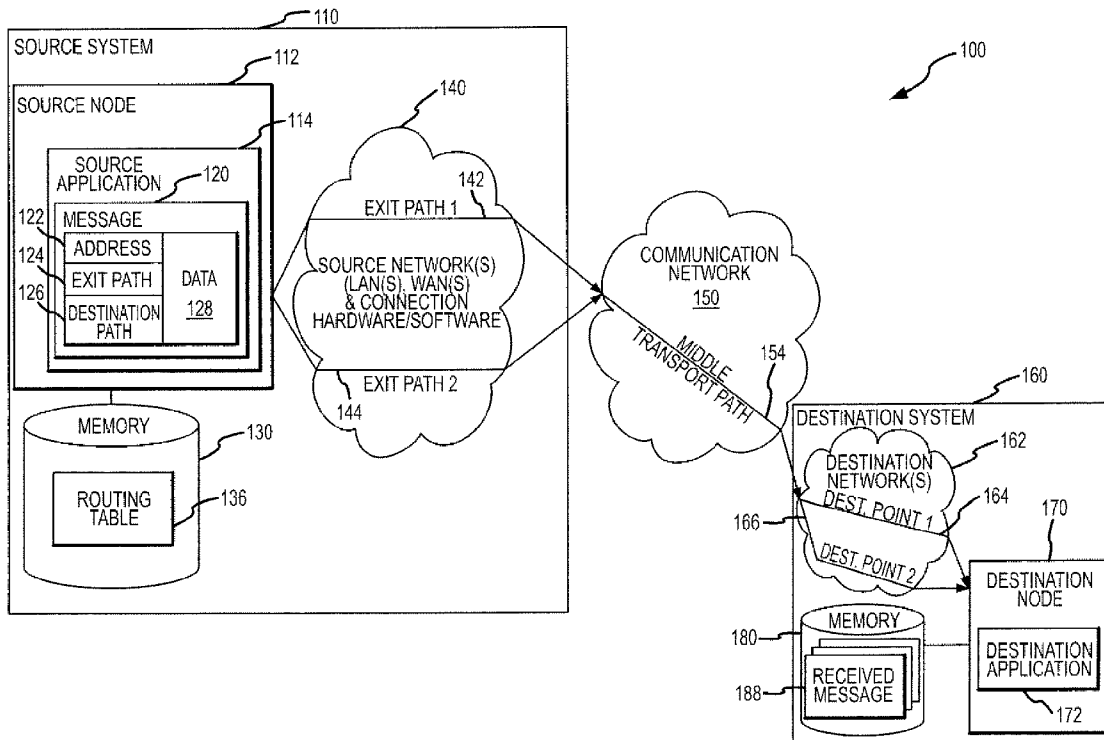 110
SOURCE SYSTEM
112
SOURCE NODE
114
SOURCE
APPLICATION
120
MESSAGE
122
ADDRESS
124
EXIT PATH
126
DESTINATION
PATH
DATA
128
MEMORY
130
ROUTING
TABLE
136
140
142
EXIT PATH 1
SOURCE NETWORK(S)
(LAN(S), WAN(S)
& CONNECTION
HARDWARE/SOFTWARE
EXIT PATH 2
144
100
COMMUNICATION
NETWORK
150
MIDDLE
TRANSPORT PATH
154
160
DESTINATION SYSTEM
162
DESTINATION
NETWORK(S)
164
DEST. POINT 1
166
DEST. POINT 2
170
DESTINATION
NODE
DESTINATION
APPLICATION
172
180
MEMORY
188
RECEIVED
MESSAGE